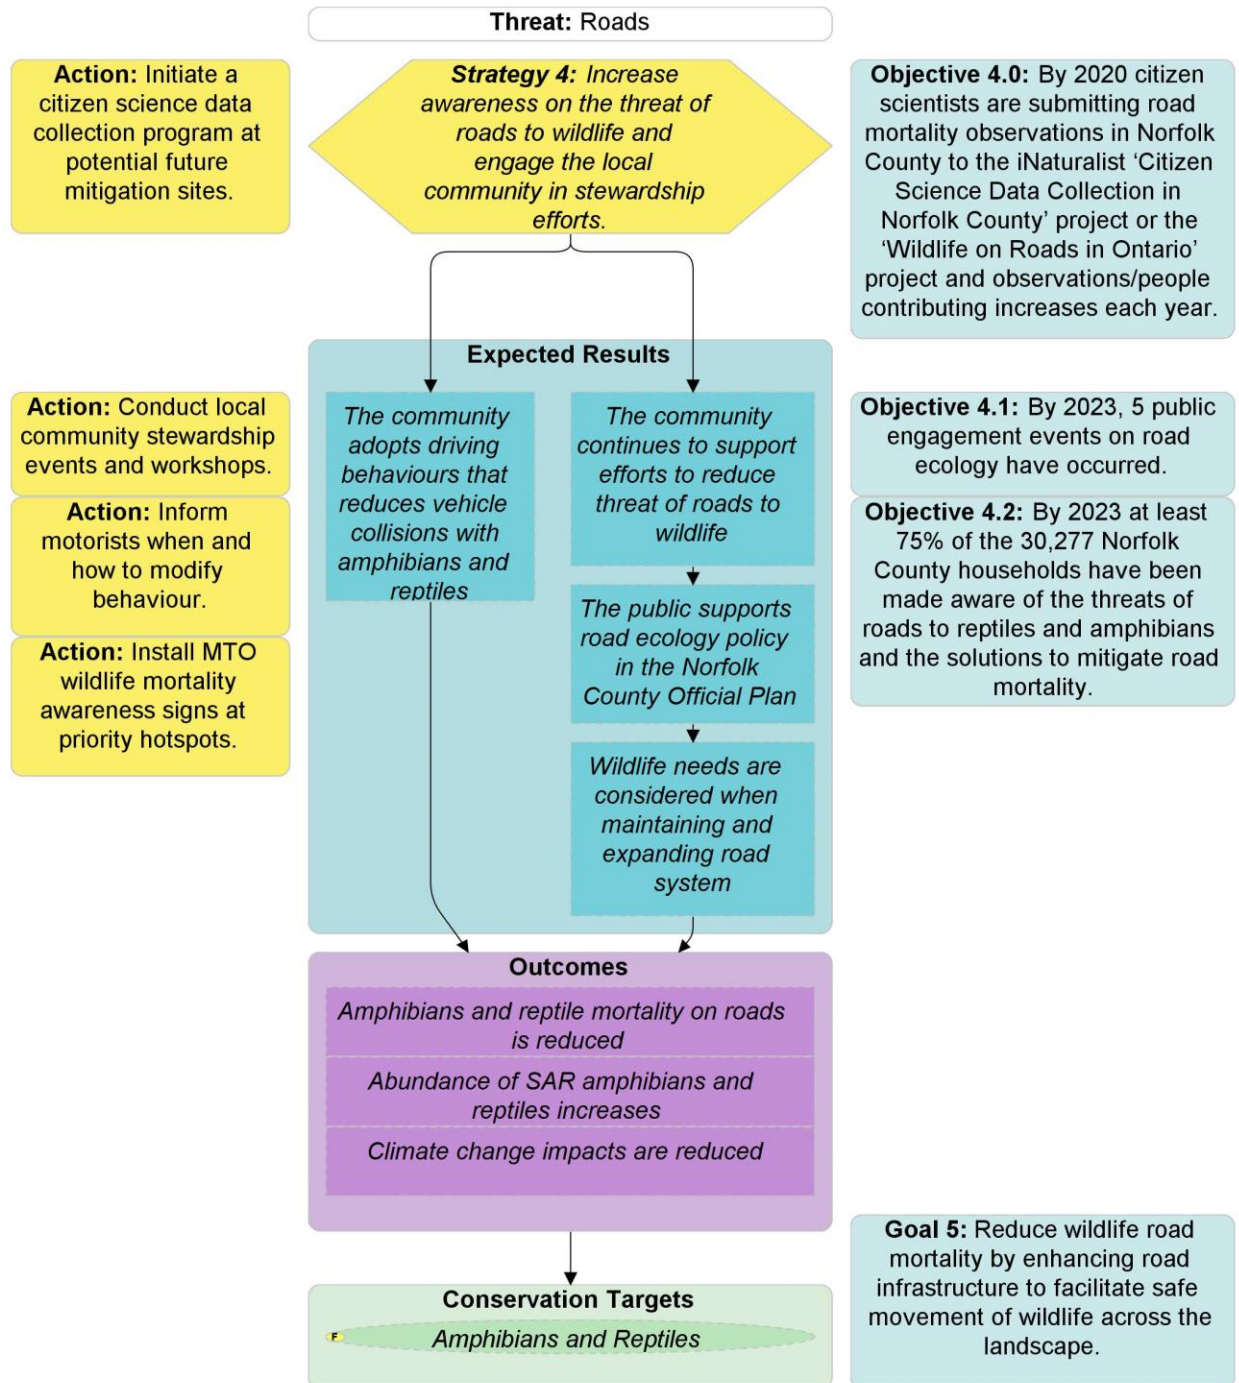 Threat: Roads
Action: Initiate a
citizen science data
collection program at
potential future
mitigation sites.
Strategy 4: Increase
awareness on the threat of
roads to wildlife and
engage the local
community in stewardship
efforts.
Objective 4.0: By 2020 citizen
scientists are submitting road
mortality observations in Norfolk
County to the iNaturalist ‘Citizen
Science Data Collection in
Norfolk County’ project or the
‘Wildlife on Roads in Ontario’
project and observations/people
contributing increases each year.
Expected Results
Action: Conduct local
community stewardship
events and workshops.
Action: Inform
motorists when and
how to modify
behaviour.
Action: Install MTO
wildlife mortality
awareness signs at
priority hotspots.
The community
adopts driving
behaviours that
reduces vehicle
collisions with
amphibians and
reptiles
The community
continues to support
efforts to reduce
threat of roads to
wildlife
The public supports
road ecology policy
in the Norfolk
County Official Plan
Wildlife needs are
considered when
maintaining and
expanding road
system
Objective 4.1: By 2023, 5 public
engagement events on road
ecology have occurred.
Objective 4.2: By 2023 at least
75% of the 30,277 Norfolk
County households have been
made aware of the threats of
roads to reptiles and amphibians
and the solutions to mitigate road
mortality.
Outcomes
Amphibians and reptile mortality on roads
is reduced
Abundance of SAR amphibians and
reptiles increases
Climate change impacts are reduced
Goal 5: Reduce wildlife road
mortality by enhancing road
infrastructure to facilitate safe
movement of wildlife across the
landscape.
Conservation Targets
F
Amphibians and Reptiles